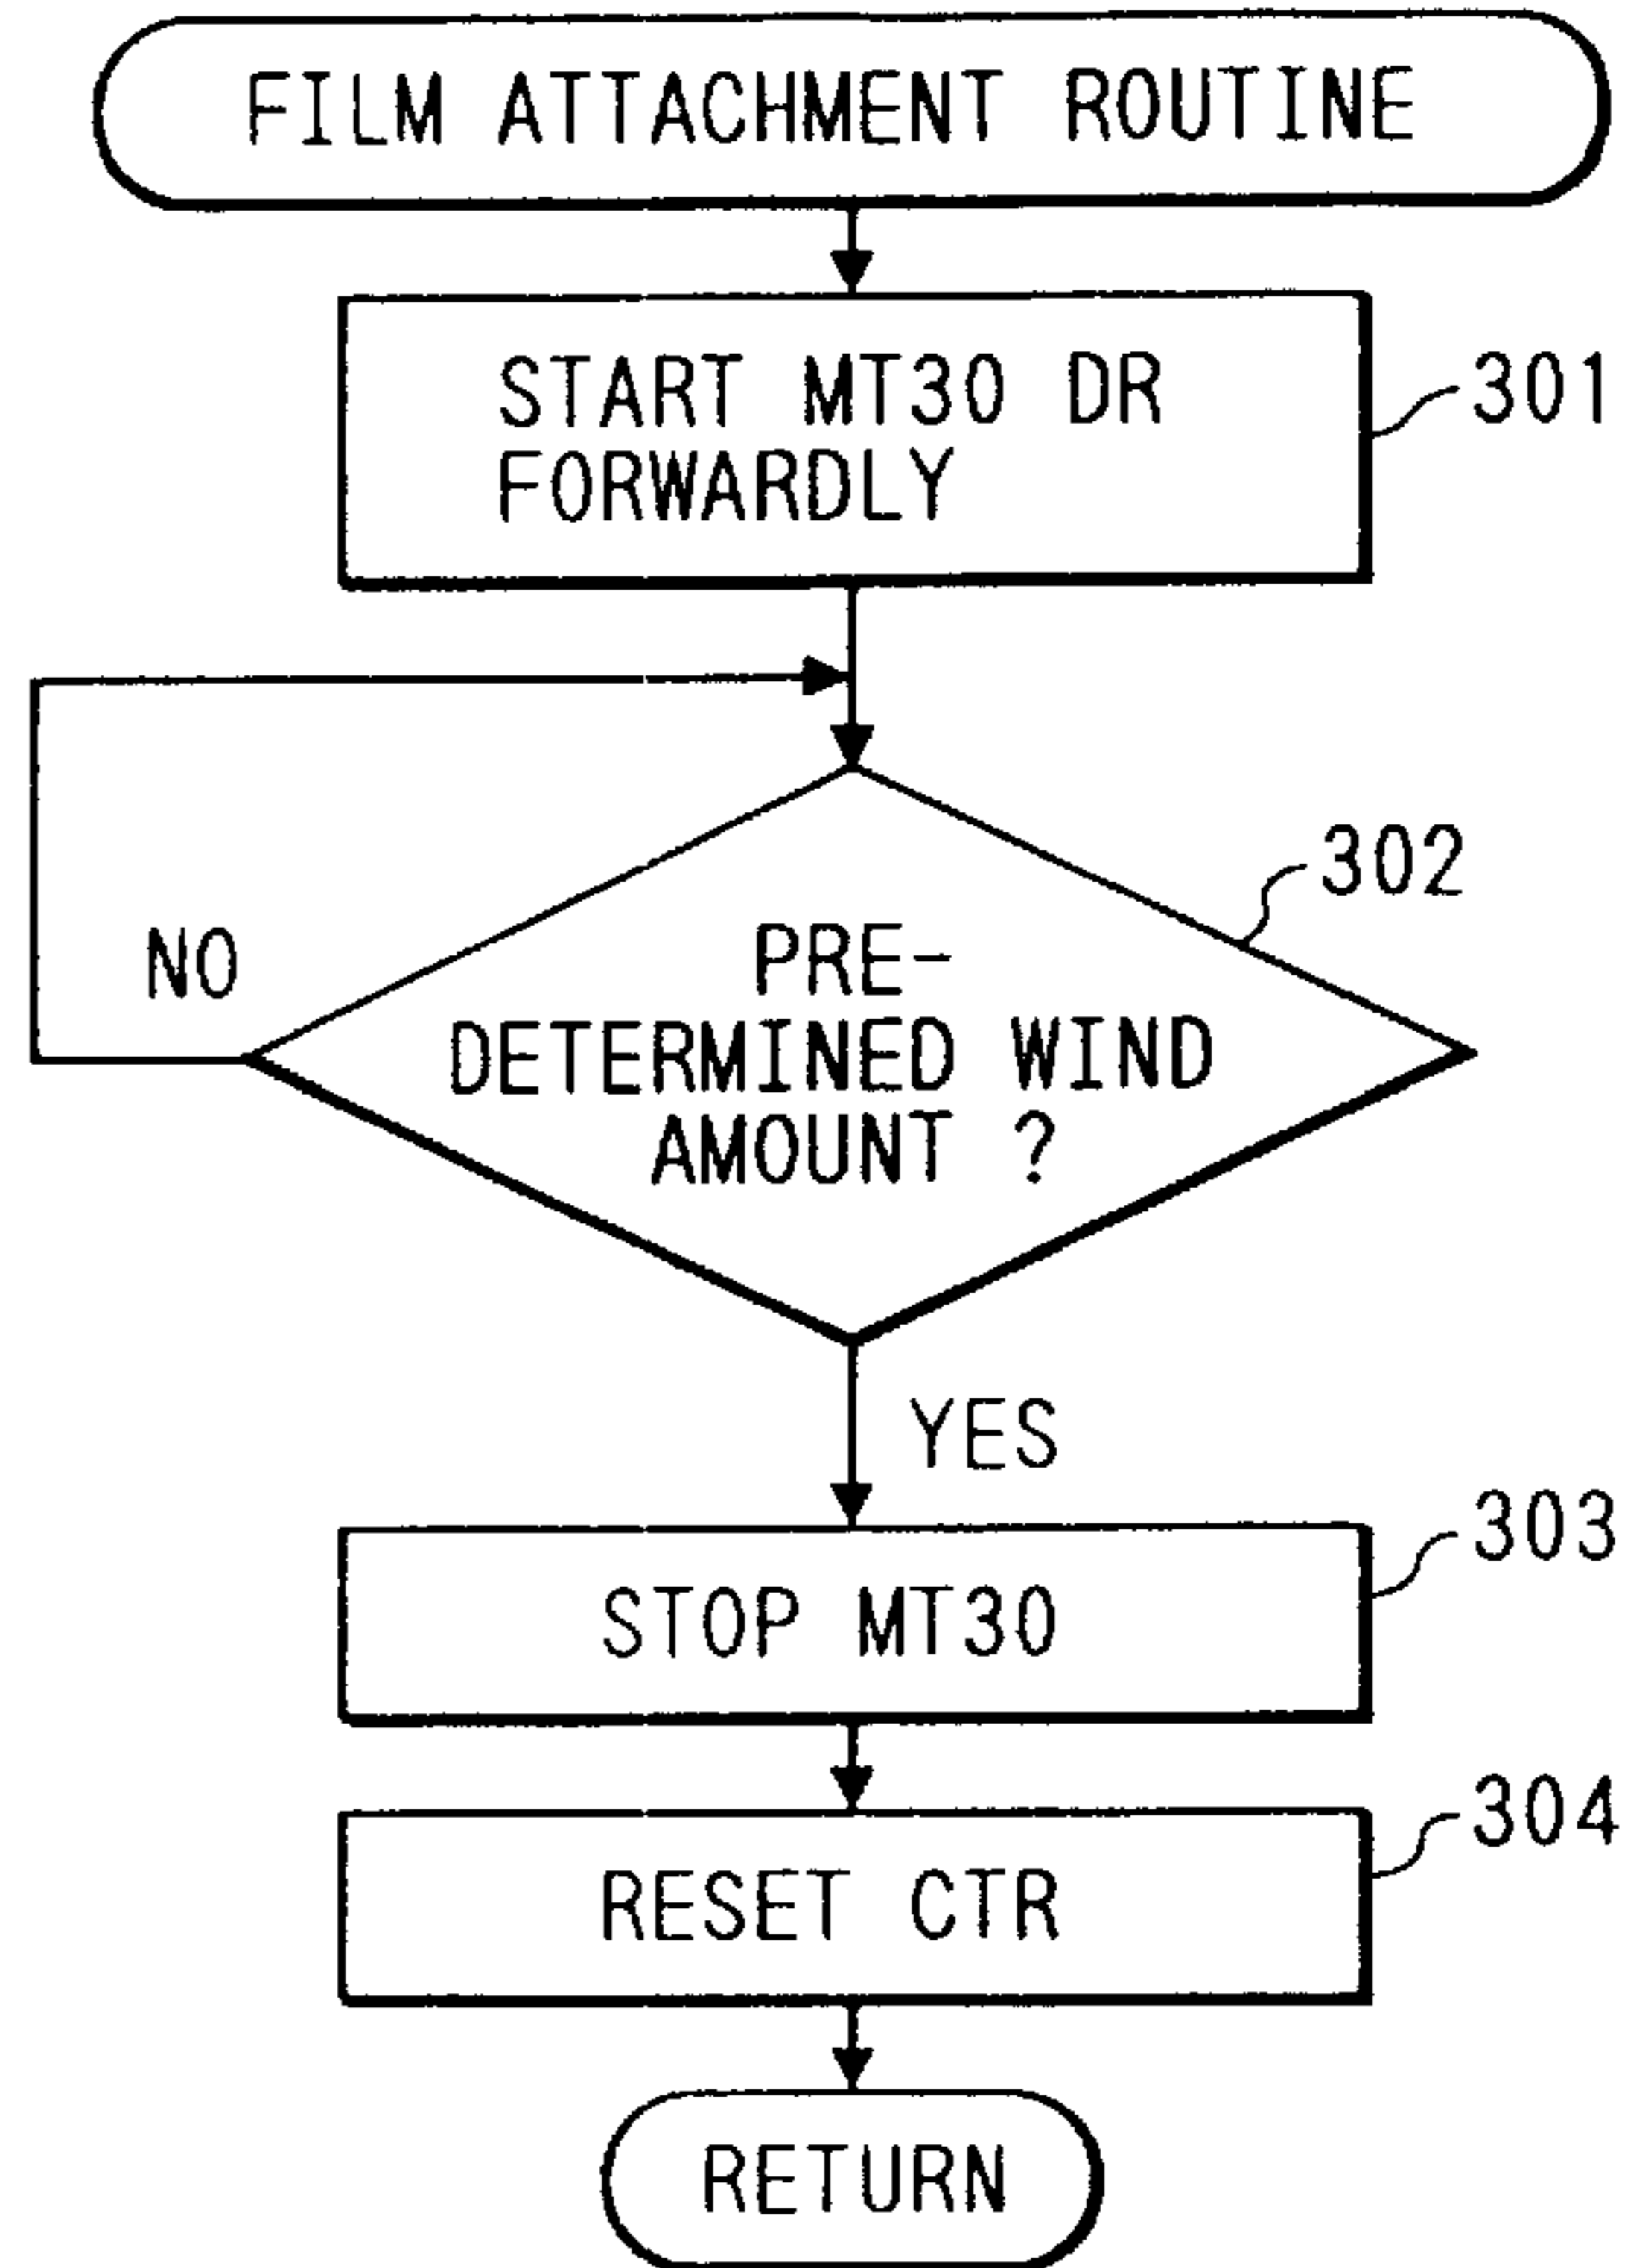 FILM ATTACHMENT ROUTINE
START MT30 DR
FORWARDLY
301
302
NO
PRE-
DETERMINED WIND
AMOUNT ?
YES
303
STOP MT30
304
RESET CTR
RETURN